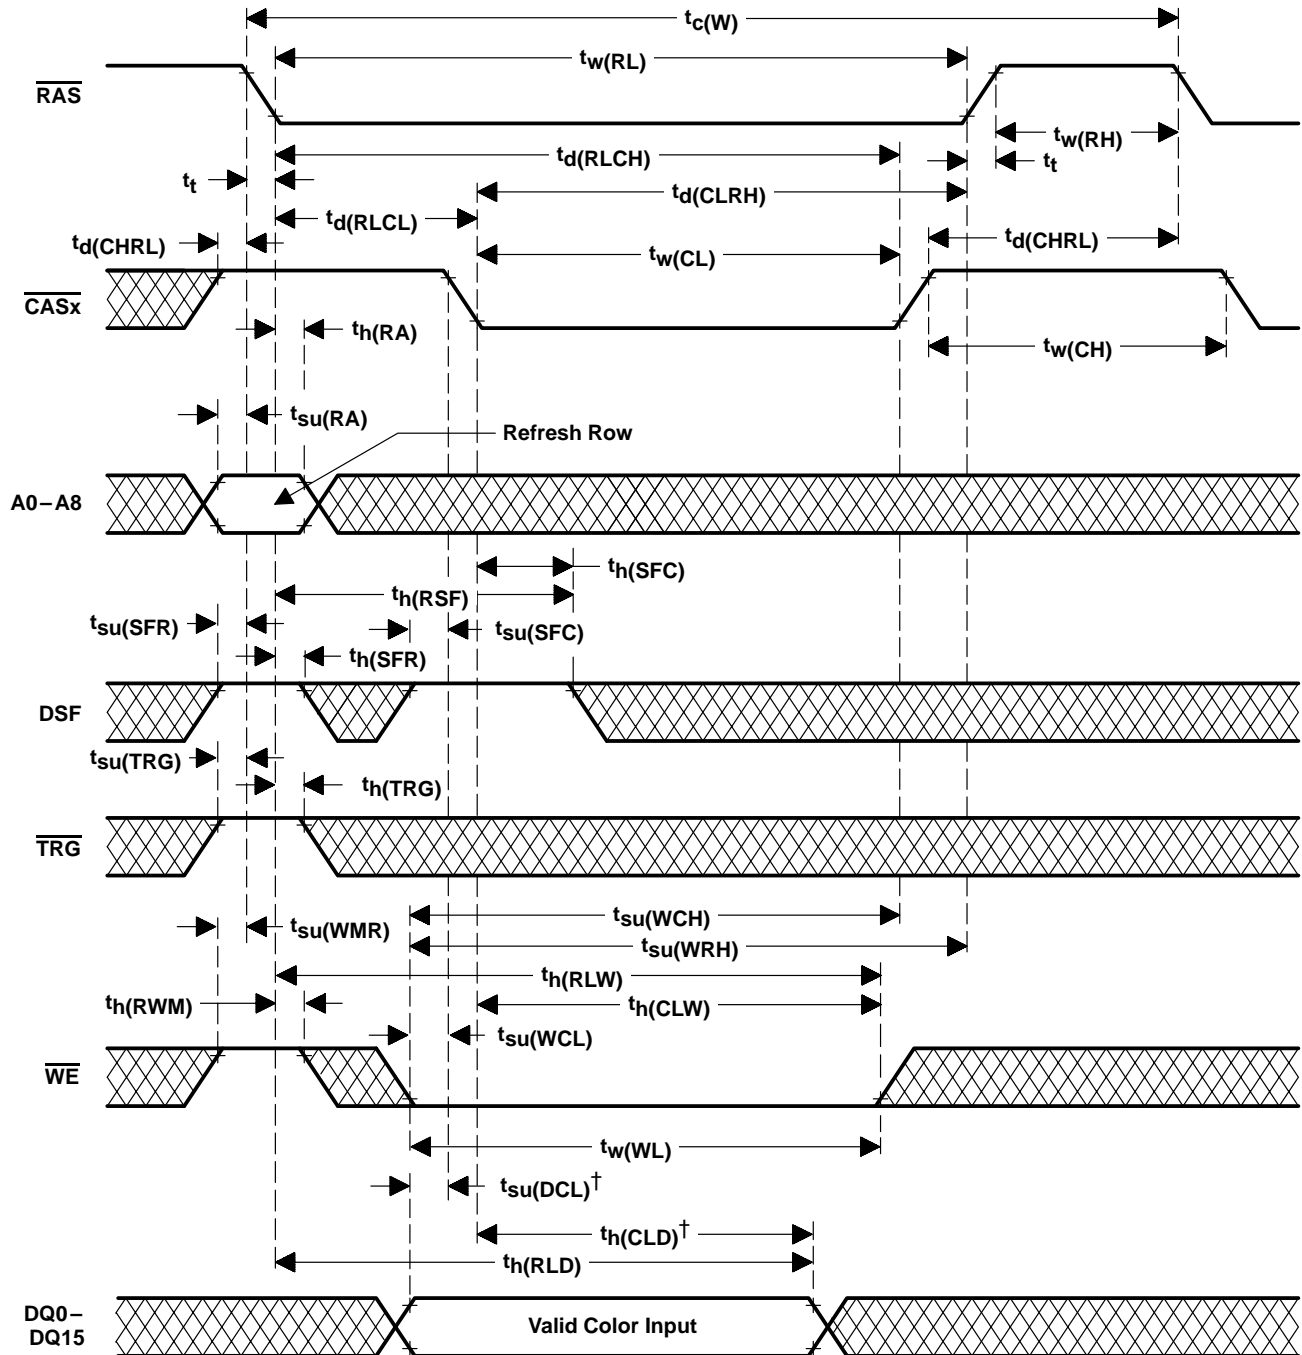 tc(W)
tw(RL)
RAS
tw(RH)
td(RLCH)
tt
tt
td(CLRH)
td(RLCL)
td(CHRL)
td(CHRL)
tw(CL)
CASx
th(RA)
tw(CH)
tsu(RA)
Refresh Row
A0–A8
th(SFC)
th(RSF)
tsu(SFR)
tsu(SFC)
th(SFR)
DSF
tsu(TRG)
th(TRG)
TRG
tsu(WCH)
tsu(WMR)
tsu(WRH)
th(RLW)
th(RWM)
th(CLW)
tsu(WCL)
WE
tw(WL)
tsu(DCL)†
th(CLD)†
th(RLD)
DQ0–
DQ15
Valid Color Input